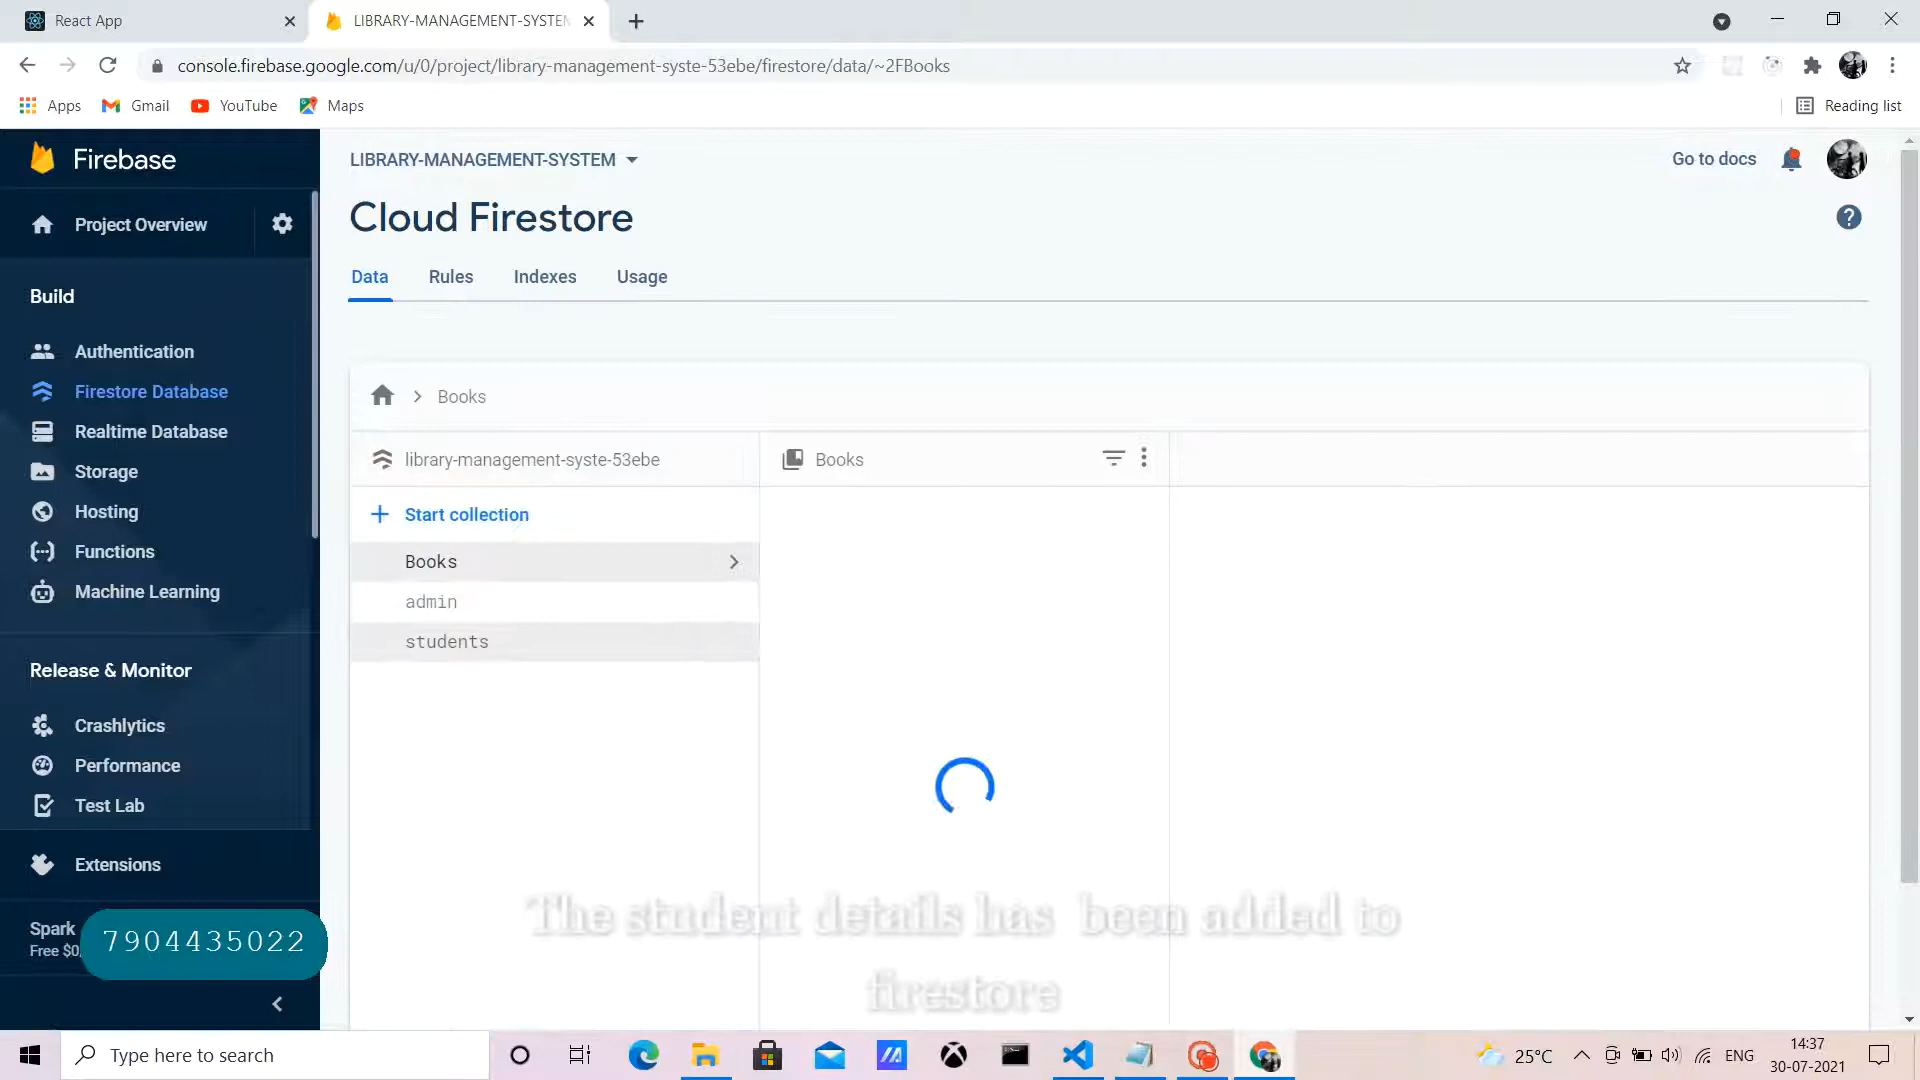 React App
LIBRARY-MANAGEMENT-SYSTEM
console.firebase.google.com/u/0/project/library-management-syste-53ebe/firestore/data/~2FBooks
Apps
Gmail
YouTube
Maps
Reading list
Firebase
LIBRARY-MANAGEMENT-SYSTEM
Go to docs
Project Overview
Cloud Firestore
Data
Rules
Indexes
Usage
Build
Authentication
Firestore Database
Realtime Database
Storage
Hosting
Functions
Machine Learning
Release & Monitor
Crashlytics
Performance
Test Lab
Extensions
Spark
Free $0
7904435022
Books
library-management-syste-53ebe
Books
Start collection
Books
admin
students
The student details has been added to
firestore
Type here to search
25°C
ENG
14:37
30-07-2021